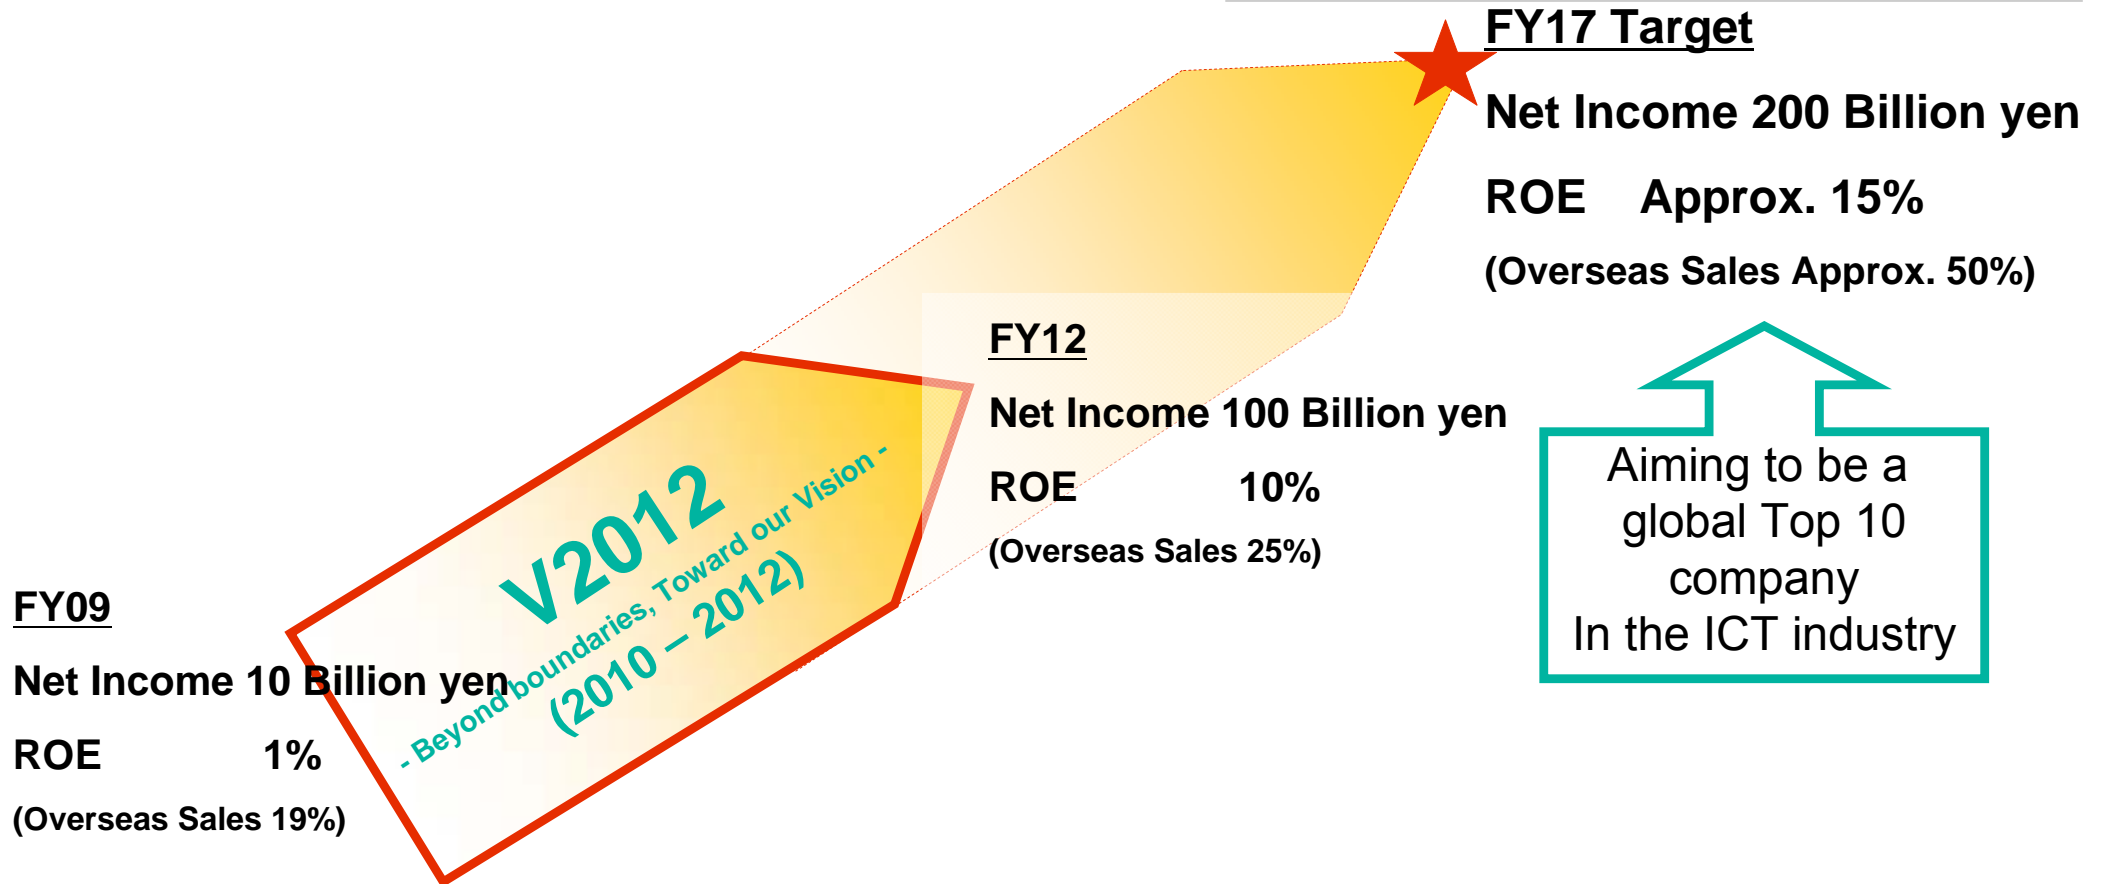 FY17 Target
Net Income 200 Billion yen
ROE Approx. 15%
(Overseas Sales Approx. 50%)
FY12
Net Income 100 Billion yen
ROE 10%
(Overseas Sales 25%)
Aiming to be a
global Top 10
company
In the ICT industry
V2012
- Beyond boundaries, Toward our Vision -
(2010 – 2012)
FY09
Net Income 10 Billion yen
ROE 1%
(Overseas Sales 19%)